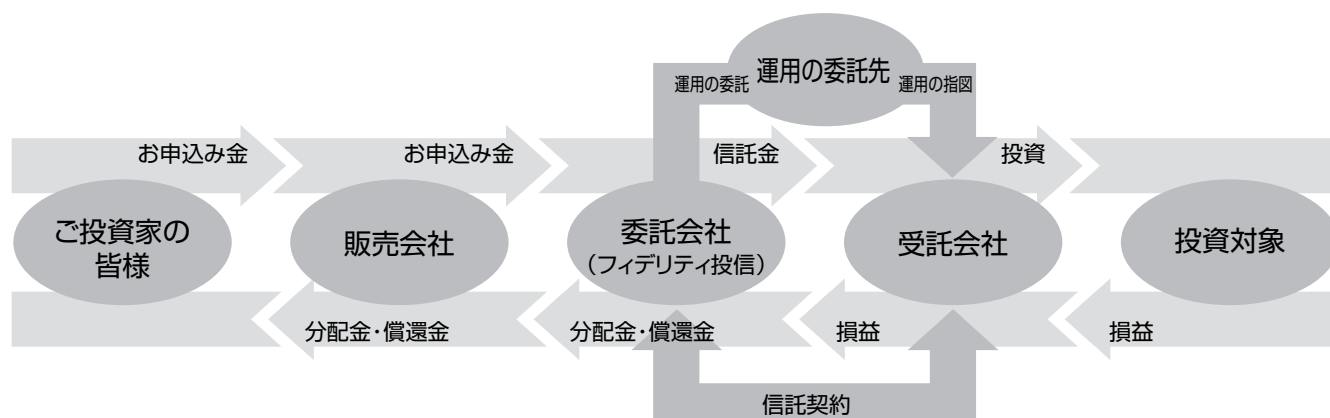 運用の委託
運用の委託先
運用の指図
お申込み金
お申込み金
信託金
投資
ご投資家の
皆様
販売会社
委託会社
（フィデリティ投信）
受託会社
投資対象
分配金・償還金
分配金・償還金
損益
損益
信託契約